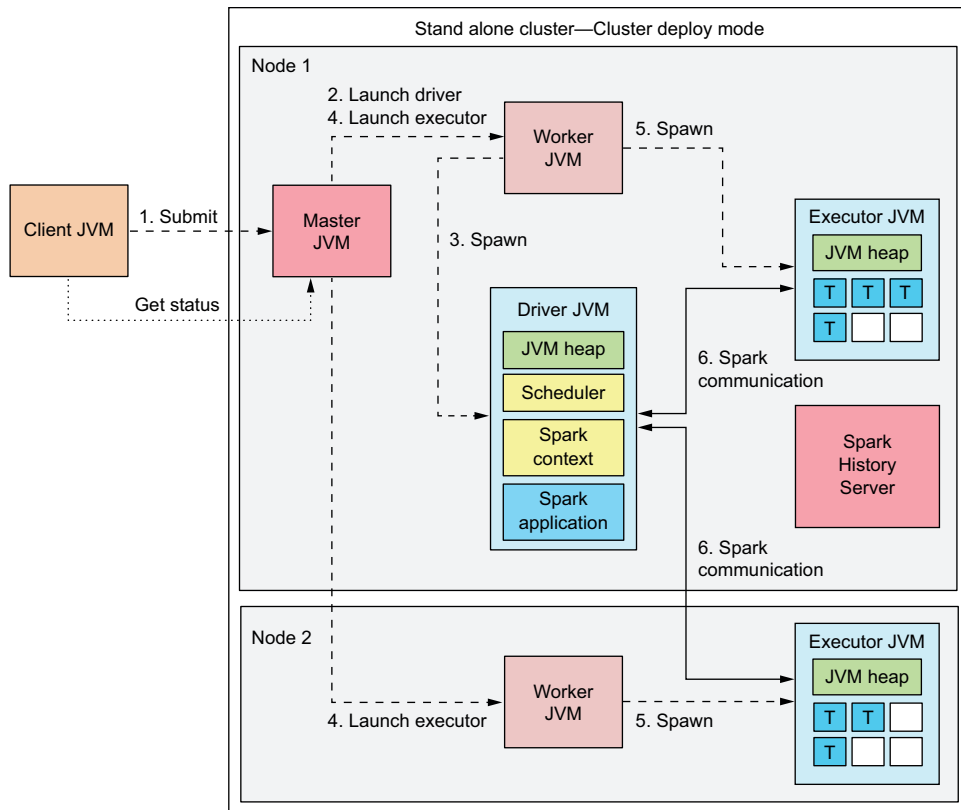 Stand alone cluster—Cluster deploy mode
Node 1
2. Launch driver
4. Launch executor
Worker
JVM
5. Spawn
Client JVM
1. Submit
Master
JVM
Get status
3. Spawn
Executor JVM
JVM heap
T T T
T
Driver JVM
JVM heap
Scheduler
Spark
context
Spark
application
6. Spark
communication
Spark
History
Server
6. Spark
communication
Node 2
4. Launch executor
Worker
JVM
5. Spawn
Executor JVM
JVM heap
T T
T